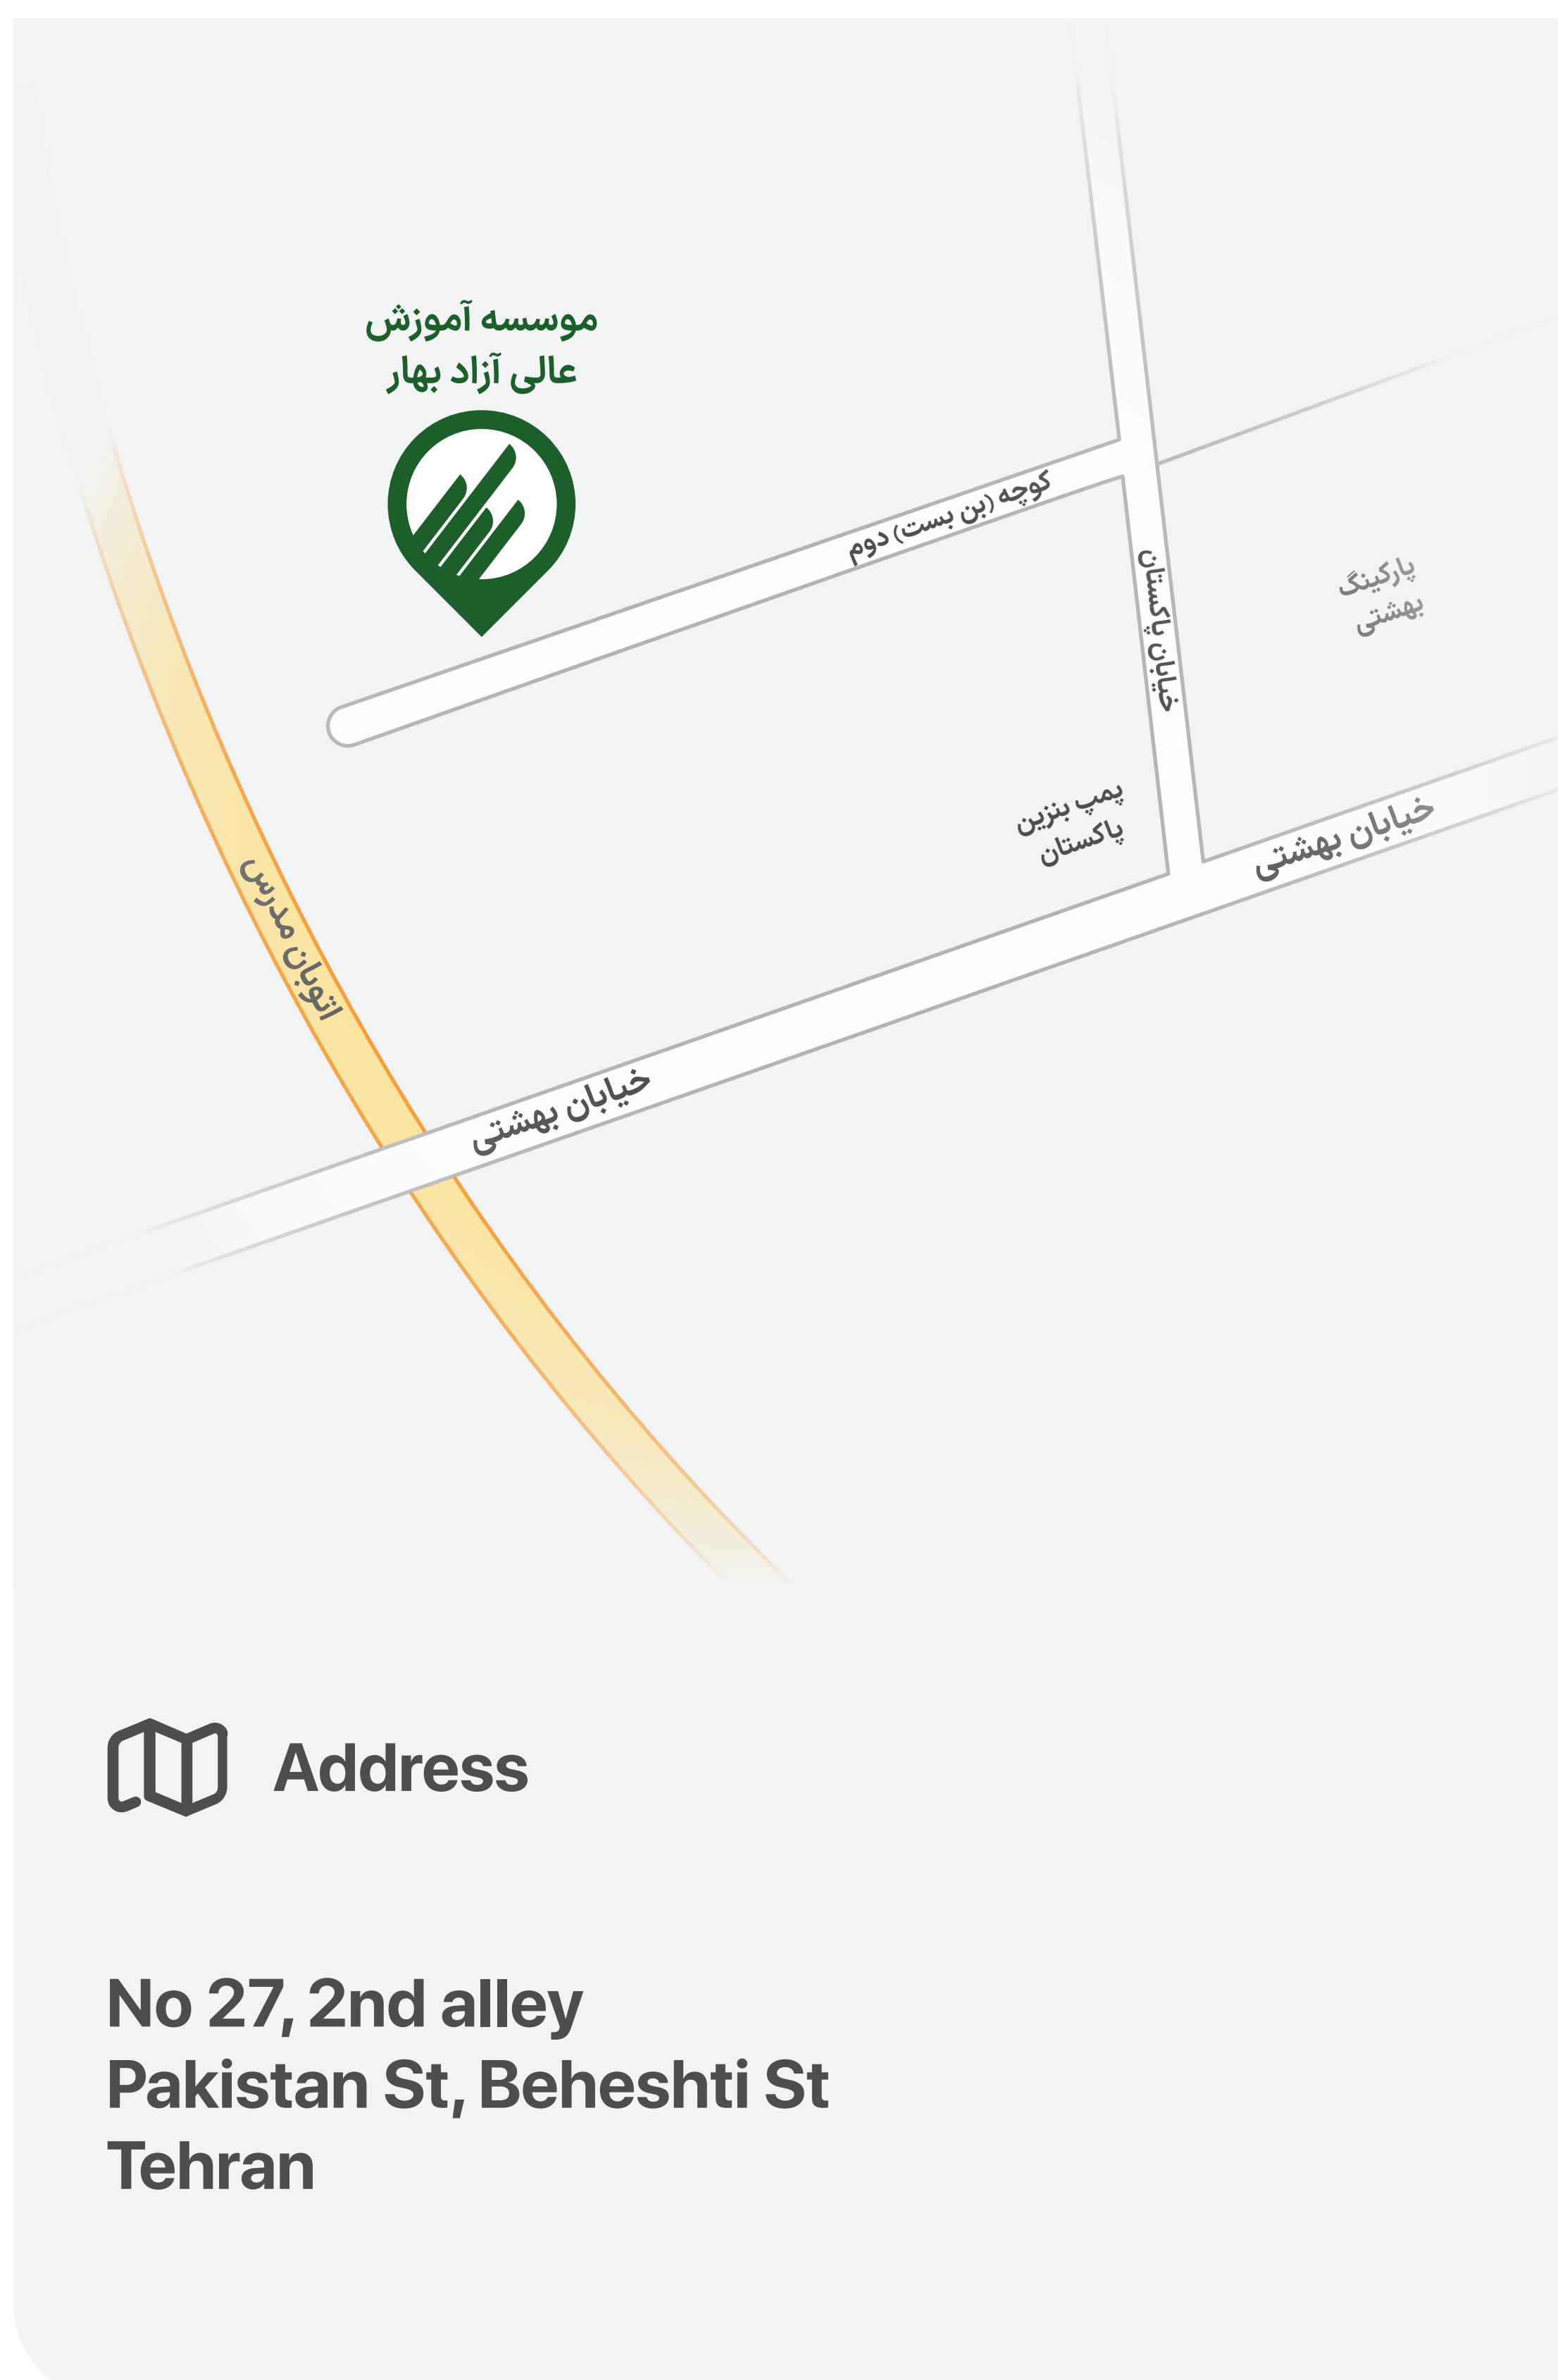 موسسه آموزش
عالی آزاد بهار
کوچه (بن بست) دوم
خیابان پاکستان
پارکینگ
بهشتی
پمپ بنزین
پاکستان
خیابان بهشتی
اتوبان مدرس
خیابان بهشتی
Address
No 27, 2nd alley
Pakistan St, Beheshti St
Tehran